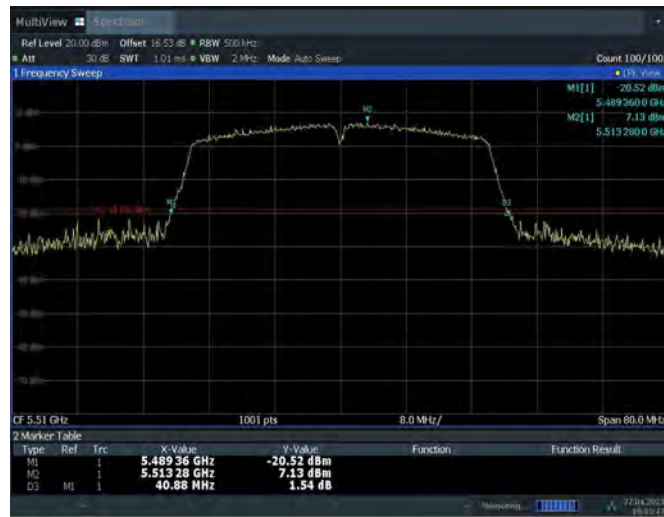 MultiView Spectrum
Ref Level 20.00 dBm Offset 16.53 dB RBW 500 kHz
Att 30 dB SWT 1.01 ms VBW 2 MHz Mode Auto Sweep Count 100/100
1 Frequency Sweep 1Pk View
M1[1] -20.52 dBm
5.4893600 GHz
M2[1] 7.13 dBm
5.5132800 GHz
M2
M1
D3
CF 5.51 GHz 1001 pts 8.0 MHz/ Span 80.0 MHz
2 Marker Table
Type Ref Trc X-Value Y-Value Function Function Result
M1 1 5.489 36 GHz -20.52 dBm
M2 1 5.513 28 GHz 7.13 dBm
D3 M1 1 40.88 MHz 1.54 dB
Measuring...